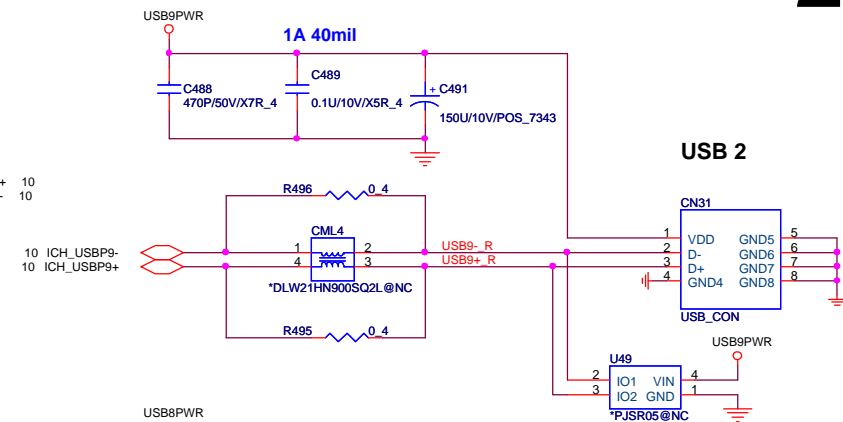 USB9PWR
1A 40mil
C488
470P/50V/X7R_4
C489
0.1U/10V/X5R_4
+ C491
150U/10V/POS_7343
USB 2
+ 10
- 10
R496 0_4
CN31
CML4
10 ICH_USBP9-
10 ICH_USBP9+
1 2
4 3
USB9-_R
USB9+_R
*DLW21HN900SQ2L@NC
1 VDD GND5 5
2 D- GND6 6
3 D+ GND7 7
4 GND4 GND8 8
USB_CON
R495 0_4
USB9PWR
U49
2 IO1 VIN 4
3 IO2 GND 1
*PJSR05@NC
USB8PWR